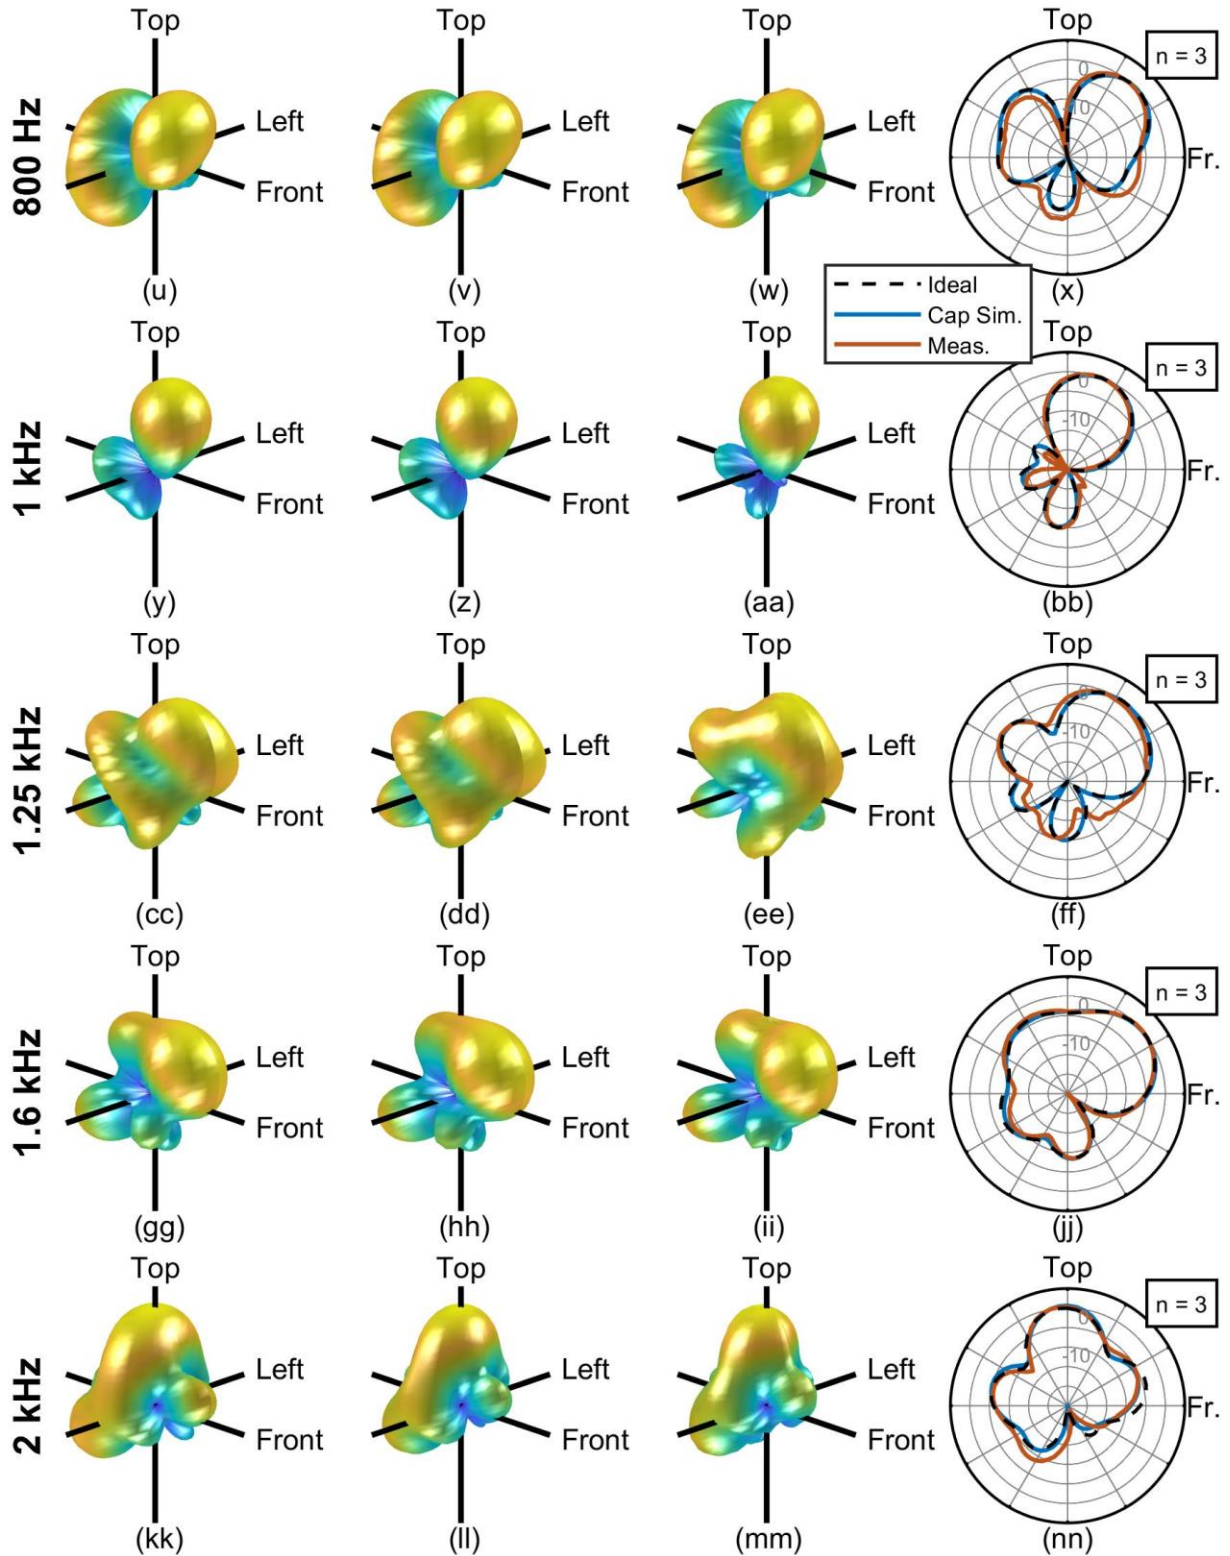 Top Top Top Top
n = 3
0
-10
800 Hz
Left Left Left
Fr.
Front Front Front
(u) (v) (w) (x)
Ideal
Cap Sim.
Meas.
Top Top Top Top
n = 3
0
-10
1 kHz
Left Left Left
Fr.
Front Front Front
(y) (z) (aa) (bb)
Top Top Top Top
n = 3
0
-10
1.25 kHz
Left Left Left
Fr.
Front Front Front
(cc) (dd) (ee) (ff)
Top Top Top Top
n = 3
0
-10
1.6 kHz
Left Left Left
Fr.
Front Front Front
(gg) (hh) (ii) (jj)
Top Top Top Top
n = 3
0
-10
2 kHz
Left Left Left
Fr.
Front Front Front
(kk) (ll) (mm) (nn)